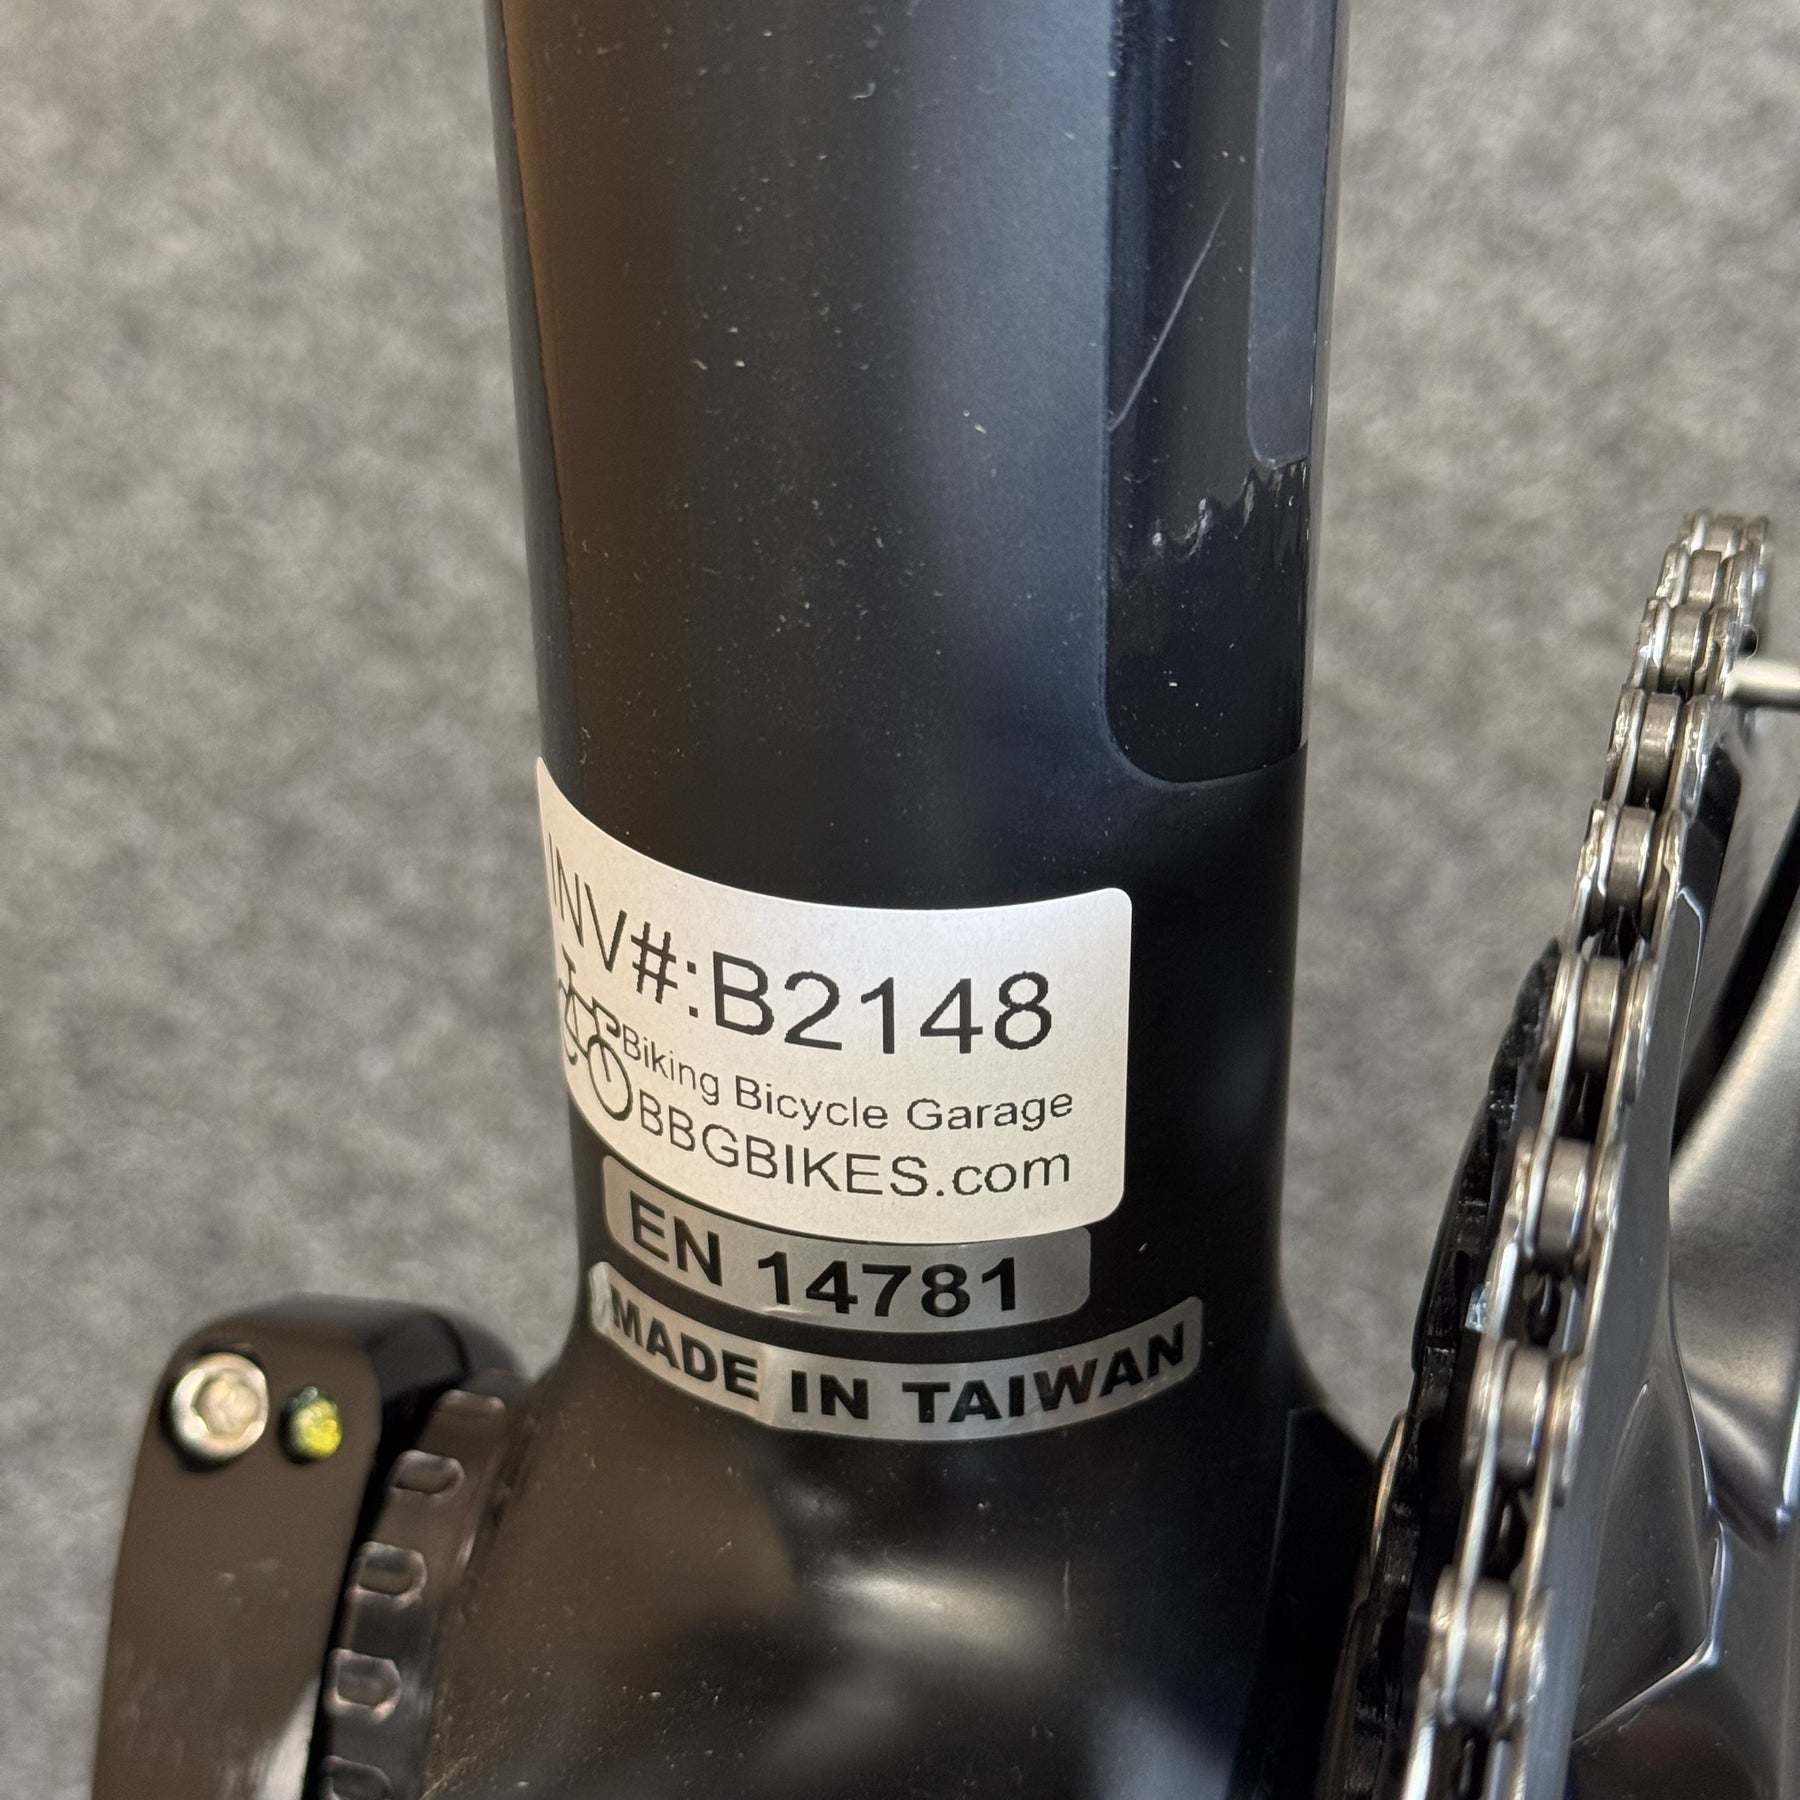 INV#:B2148
Biking Bicycle Garage
BBGBIKES.com
EN 14781
MADE IN TAIWAN